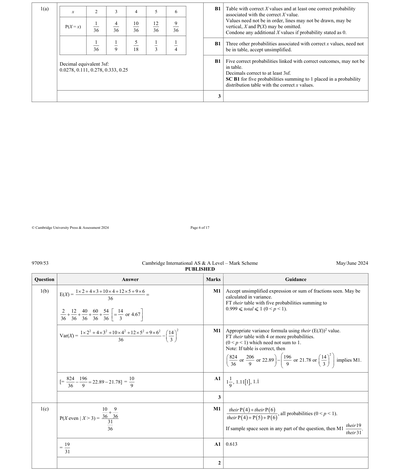 1(a)
x 2 3 4 5 6
P(X = x) 1/36 4/36 10/36 12/36 9/36
1/36 1/9 5/18 1/3 1/4
Decimal equivalent 3sf:
0.0278, 0.111, 0.278, 0.333, 0.25
B1 Table with correct X values and at least one correct probability
associated with the correct X value.
Values need not be in order, lines may not be drawn, may be
vertical, X and P(X) may be omitted.
Condone any additional X values if probability stated as 0.
B1 Three other probabilities associated with correct x values, need not
be in table, accept unsimplified.
B1 Five correct probabilities linked with correct outcomes, may not be
in table.
Decimals correct to at least 3sf.
SC B1 for five probabilities summing to 1 placed in a probability
distribution table with the correct x values.
3
© Cambridge University Press & Assessment 2024 Page 6 of 17
9709/53 Cambridge International AS & A Level – Mark Scheme May/June 2024
PUBLISHED
Question Answer Marks Guidance
1(b)
E(X) = (1×2+4×3+10×4+12×5+9×6)/36 =
2/36 + 12/36 + 40/36 + 60/36 + 54/36 [= 14/3 or 4.67]
M1 Accept unsimplified expression or sum of fractions seen. May be
calculated in variance.
FT their table with five probabilities summing to
0.999 ⩽ total ⩽ 1 (0 < p < 1).
Var(X) = (1×2²+4×3²+10×4²+12×5²+9×6²)/36 − (14/3)²
M1 Appropriate variance formula using their (E(X))² value.
FT their table with 4 or more probabilities.
(0 < p < 1) which need not sum to 1.
Note: If table is correct, then
(824/36 or 206/9 or 22.89) − (196/9 or 21.78 or (14/3)²) implies M1.
[= 824/36 − 196/9 = 22.89 − 21.78] = 10/9
A1 1 1/9, 1.11[1], 1.1
3
1(c)
P(X even | X > 3) = (10/36 + 9/36)/(31/36)
M1 (their P(4) + their P(6))/(their P(4) + P(5) + P(6)), all probabilities (0 < p < 1).
If sample space seen in any part of the question, then M1 their 19/their 31
= 19/31
A1 0.613
2